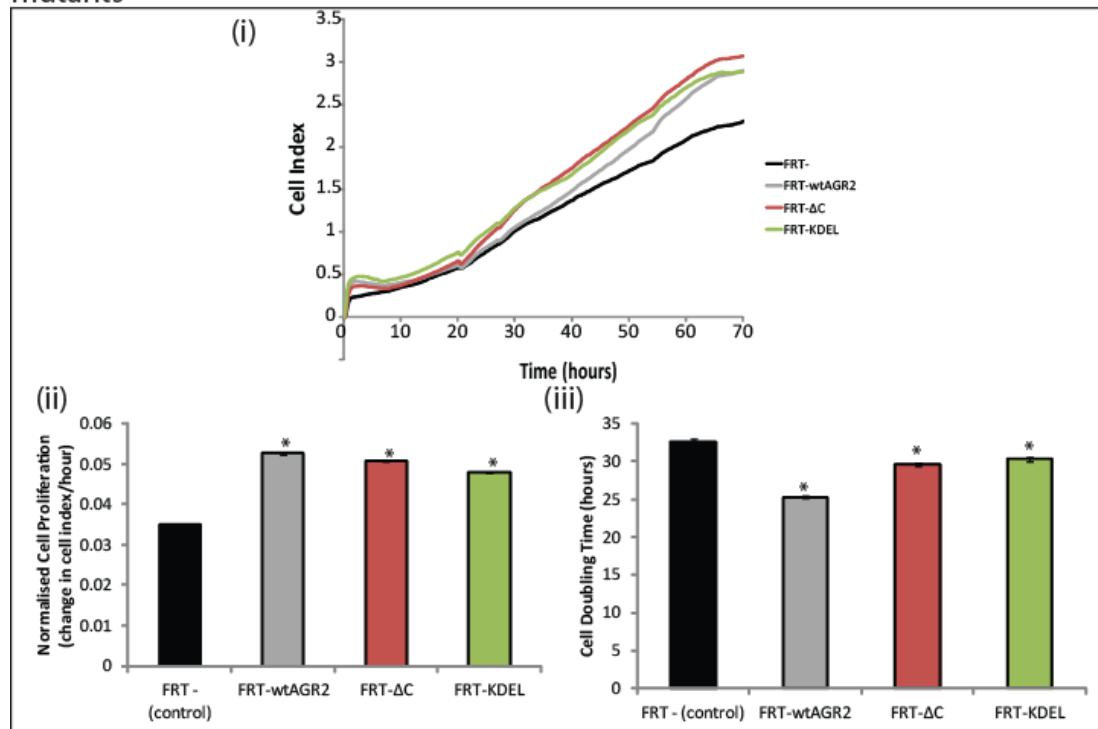 mutants
(i)
3.5
3
2.5
2
1.5
1
0.5
0
Cell Index
0 10 20 30 40 50 60 70
Time (hours)
FRT-
FRT-wtAGR2
FRT-ΔC
FRT-KDEL
(ii)
Normalised Cell Proliferation
(change in cell index/hour)
0.06
0.05
0.04
0.03
0.02
0.01
0
* * *
FRT - FRT-wtAGR2 FRT-ΔC FRT-KDEL
(control)
(iii)
Cell Doubling Time (hours)
35
30
25
20
15
10
5
0
* * *
FRT - (control) FRT-wtAGR2 FRT-ΔC FRT-KDEL